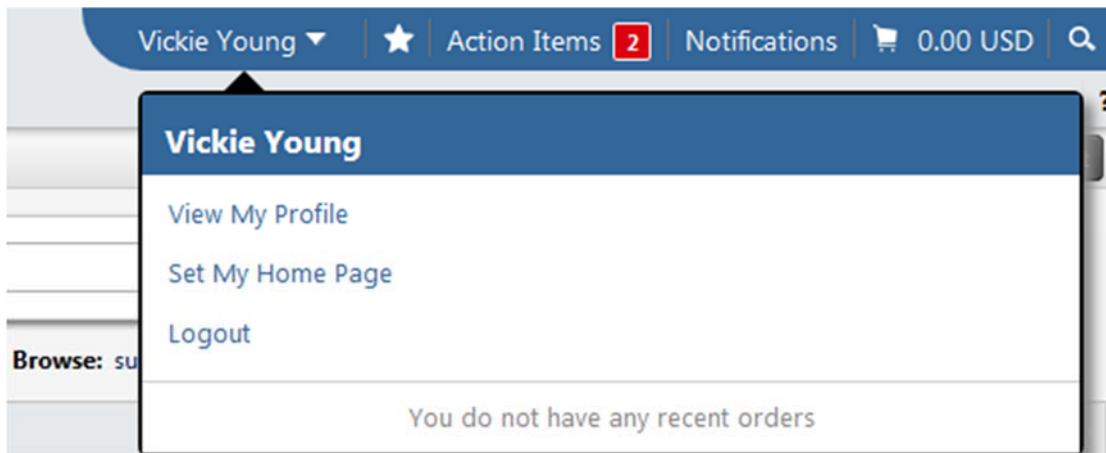 Vickie Young ▼ ★ Action Items 2 Notifications 0.00 USD
?
Vickie Young
View My Profile
Set My Home Page
Logout
Browse: su
You do not have any recent orders